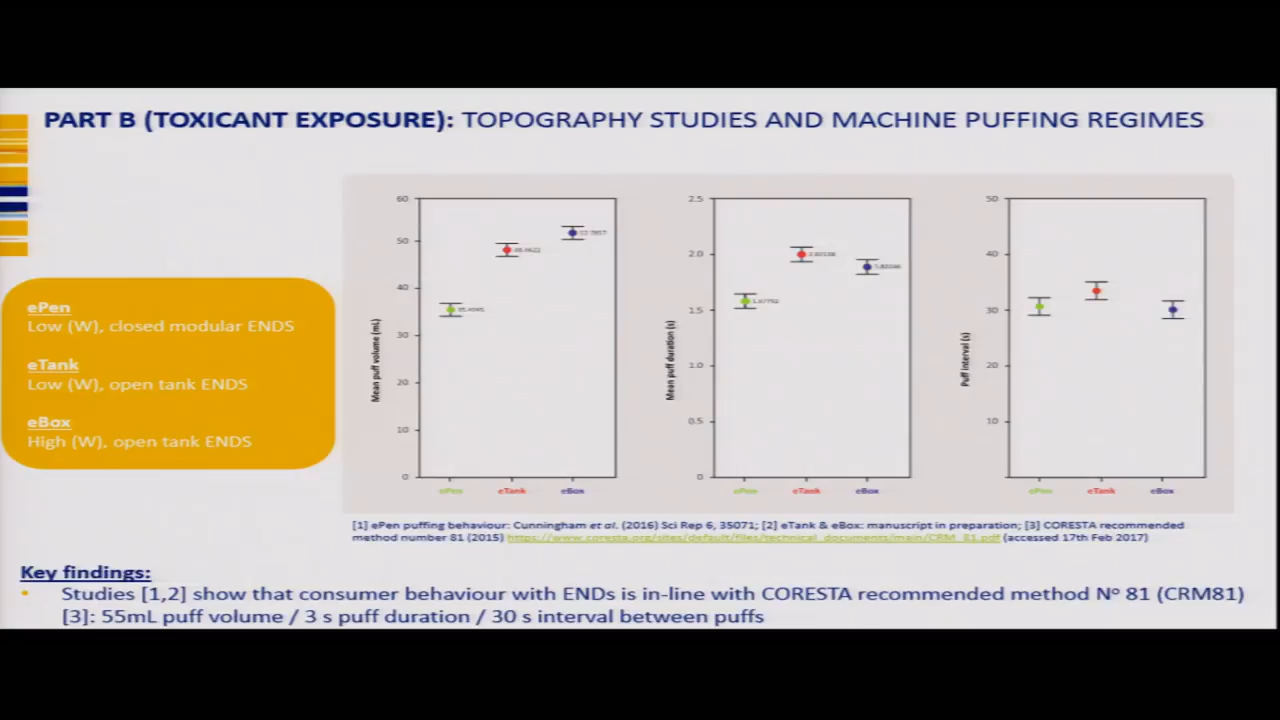 PART B (TOXICANT EXPOSURE): TOPOGRAPHY STUDIES AND MACHINE PUFFING REGIMES
ePen
Low (W), closed modular ENDS
eTank
Low (W), open tank ENDS
eBox
High (W), open tank ENDS
Mean puff volume (mL)
60
50
40
30
20
10
0
ePen eTank eBox
Mean puff duration (s)
2.5
2.0
1.5
1.0
0.5
0
ePen eTank eBox
Puff interval (s)
50
40
30
20
10
ePen eTank eBox
[1] ePen puffing behaviour: Cunningham et al. (2016) Sci Rep 6, 35071; [2] eTank & eBox: manuscript in preparation; [3] CORESTA recommended
method number 81 (2015) https://www.coresta.org/sites/default/files/technical_documents/main/CRM_81.pdf (accessed 17th Feb 2017)
Key findings:
• Studies [1,2] show that consumer behaviour with ENDs is in-line with CORESTA recommended method Nº 81 (CRM81)
[3]: 55mL puff volume / 3 s puff duration / 30 s interval between puffs